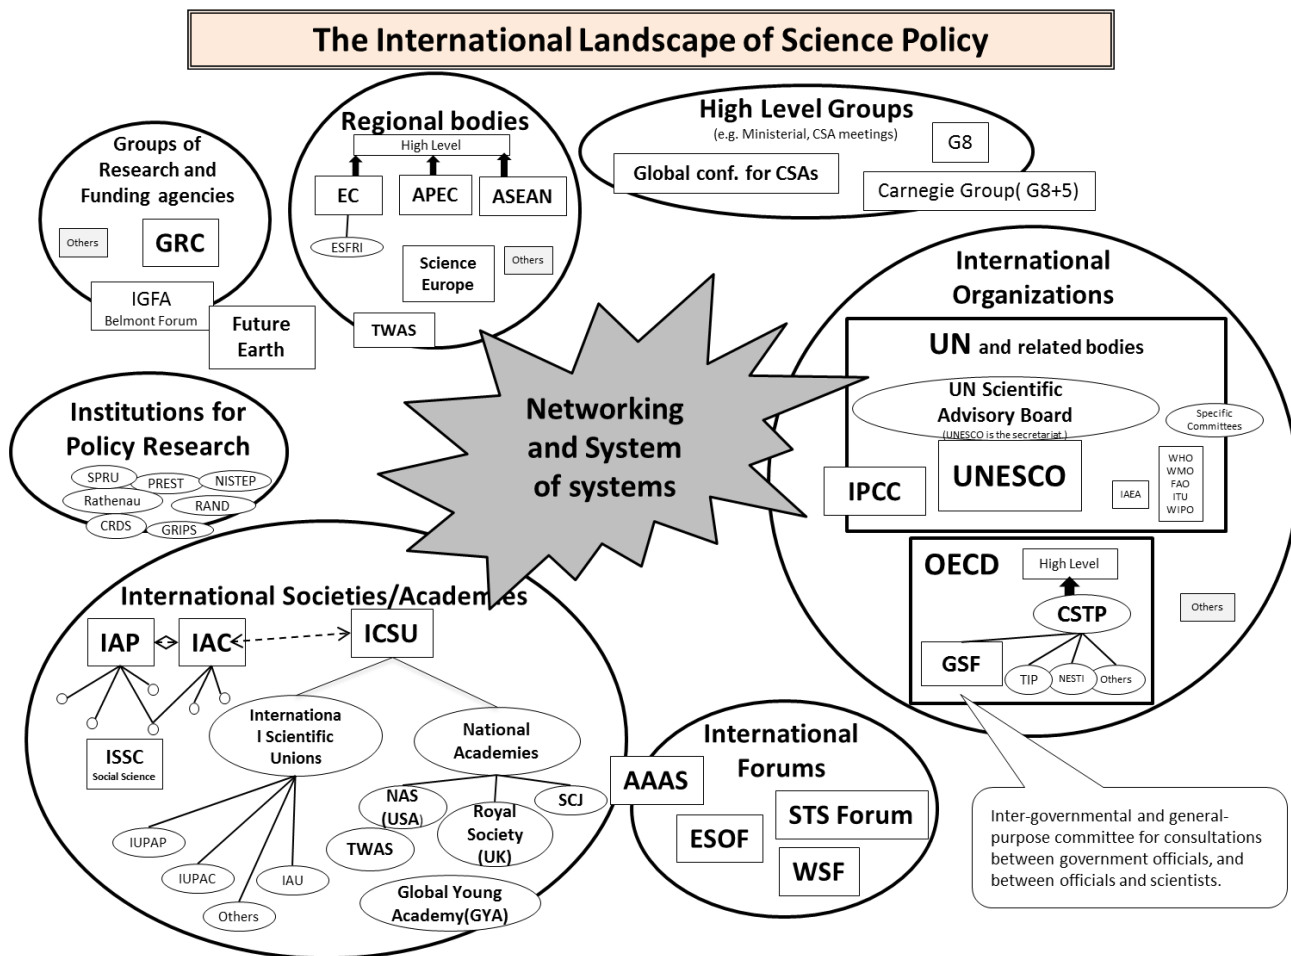 The International Landscape of Science Policy
Groups of
Research and
Funding agencies
Others
GRC
IGFA
Belmont Forum
Future
Earth
Regional bodies
High Level
EC
APEC
ASEAN
ESFRI
Science
Europe
Others
TWAS
High Level Groups
(e.g. Ministerial, CSA meetings)
G8
Global conf. for CSAs
Carnegie Group( G8+5)
International
Organizations
UN and related bodies
UN Scientific
Advisory Board
(UNESCO is the secretariat.)
Specific
Committees
UNESCO
IPCC
IAEA
WHO
WMO
FAO
ITU
WIPO
OECD
High Level
CSTP
GSF
TIP
NESTI
Others
Others
Inter-governmental and general-
purpose committee for consultations
between government officials, and
between officials and scientists.
Networking
and System
of systems
Institutions for
Policy Research
SPRU
PREST
NISTEP
Rathenau
RAND
CRDS
GRIPS
International Societies/Academies
IAP
IAC
ICSU
ISSC
Social Science
Internationa
l Scientific
Unions
National
Academies
NAS
(USA)
SCJ
Royal
Society
(UK)
TWAS
IUPAP
IUPAC
IAU
Others
Global Young
Academy(GYA)
International
Forums
AAAS
STS Forum
ESOF
WSF